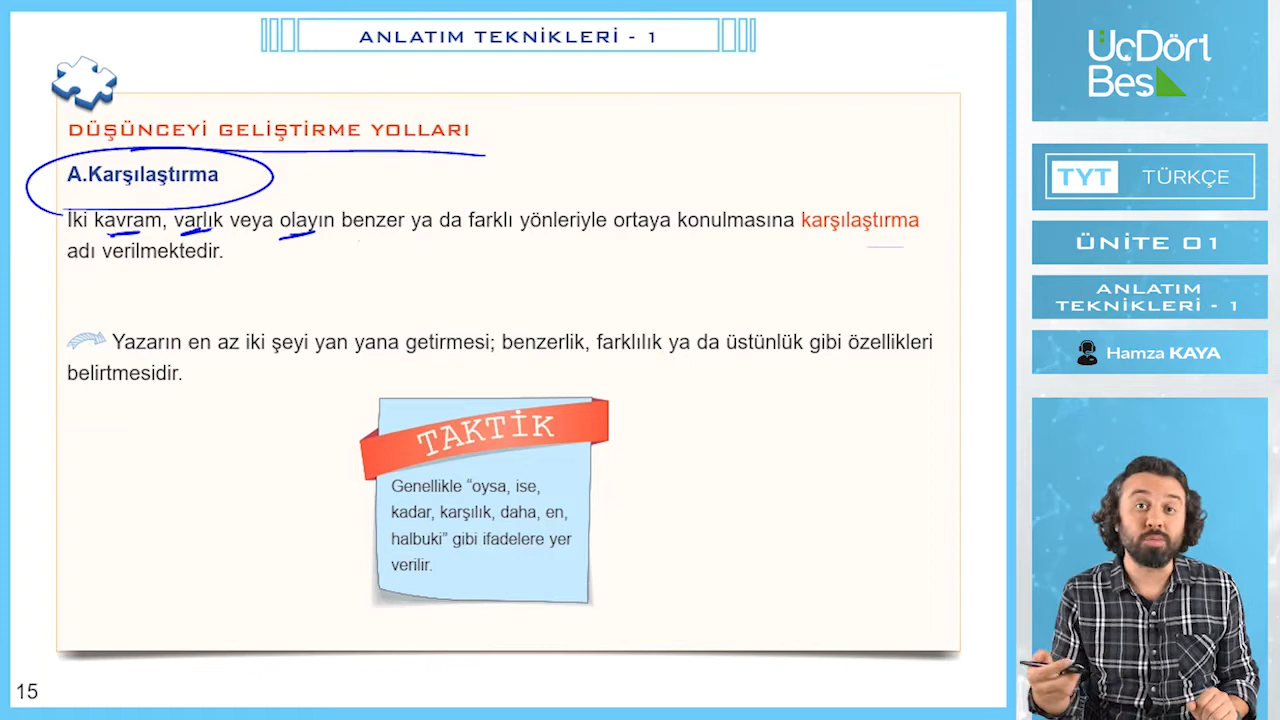 ANLATIM TEKNİKLERİ - 1
DÜŞÜNCEYİ GELİŞTİRME YOLLARI
A.Karşılaştırma
İki kavram, varlık veya olayın benzer ya da farklı yönleriyle ortaya konulmasına karşılaştırma
adı verilmektedir.
Yazarın en az iki şeyi yan yana getirmesi; benzerlik, farklılık ya da üstünlük gibi özellikleri
belirtmesidir.
TAKTİK
Genellikle “oysa, ise,
kadar, karşılık, daha, en,
halbuki” gibi ifadelere yer
verilir.
15
ÜçDört
Beş
TYT TÜRKÇE
ÜNİTE 01
ANLATIM
TEKNİKLERİ - 1
Hamza KAYA